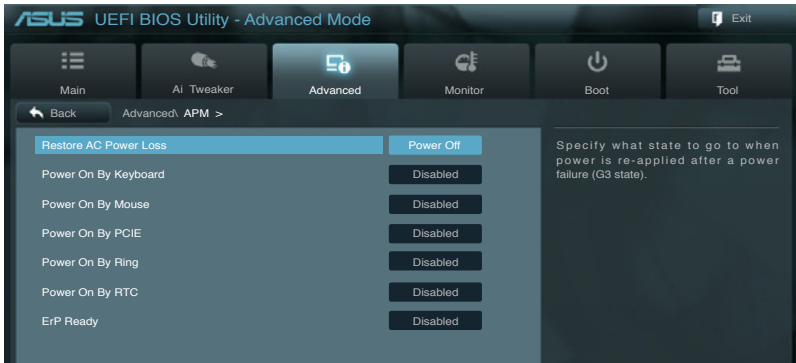 ASUS UEFI BIOS Utility - Advanced Mode
Exit
Main
Ai Tweaker
Advanced
Monitor
Boot
Tool
Back
Advanced\ APM >
Restore AC Power Loss
Power Off
Power On By Keyboard
Disabled
Power On By Mouse
Disabled
Power On By PCIE
Disabled
Power On By Ring
Disabled
Power On By RTC
Disabled
ErP Ready
Disabled
Specify what state to go to when
power is re-applied after a power
failure (G3 state).